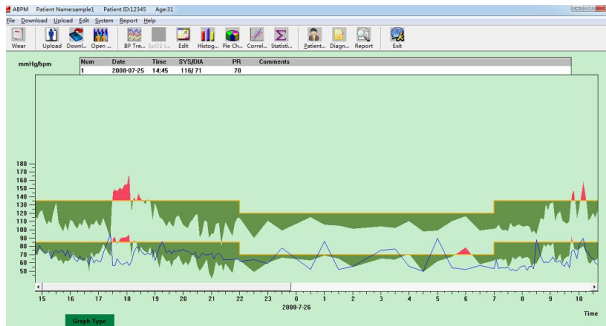 ABPM Patient Name:sample1 Patient ID:12345 Age:31
File Download Upload Edit System Report Help
Wear Upload Downl... Open ... BP Tre... SpO2 t... Edit Histog... Pie Ch... Correl... Statisti... Patient... Diagn... Report Exit
mmHg/bpm
Num Date Time SYS/DIA PR Comments
1 2008-07-25 14:45 116/ 71 70
180
170
160
150
140
130
120
110
100
90
80
70
60
50
15 16 17 18 19 20 21 22 23 0 1 2 3 4 5 6 7 8 9 10
2008-7-26
Time
Graph Type